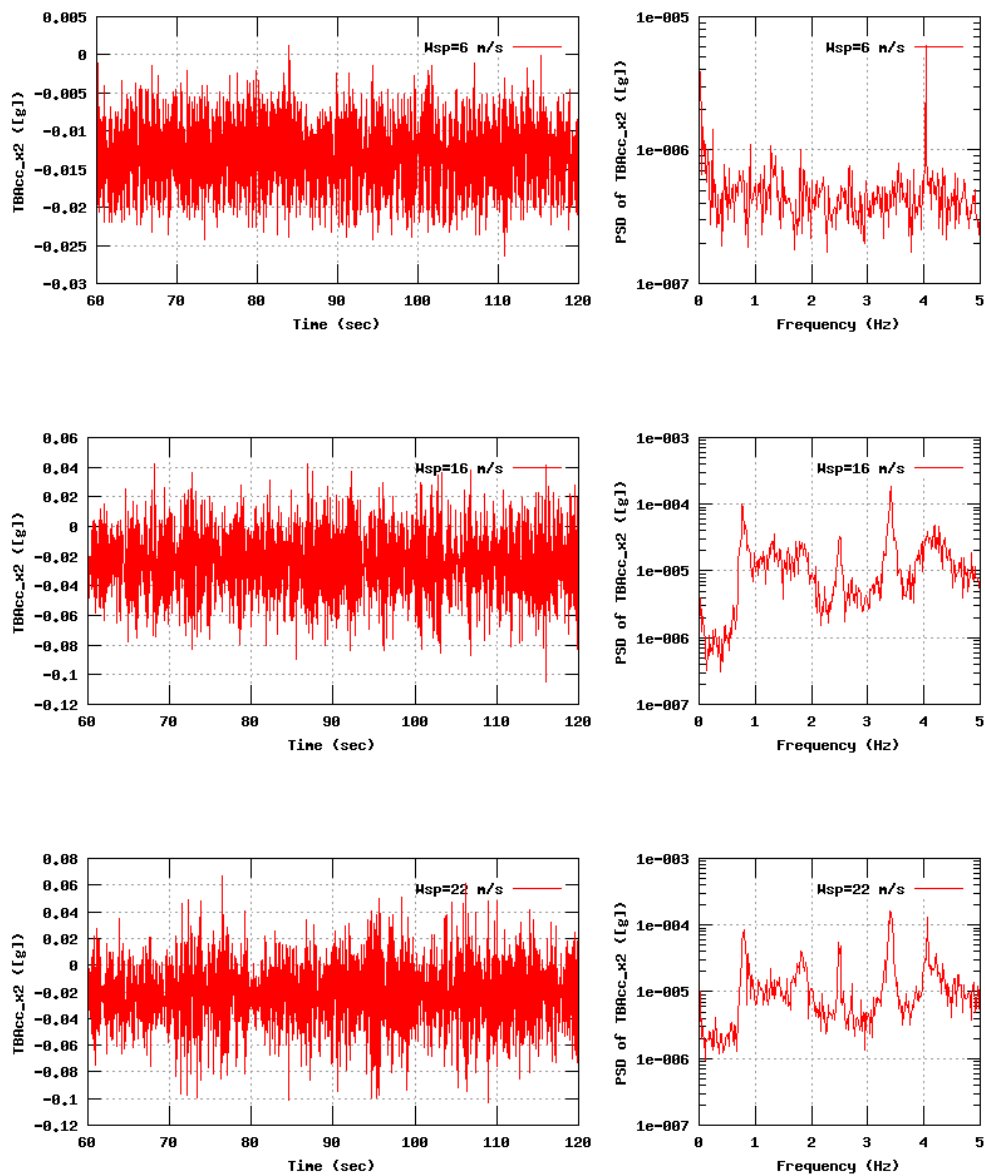 TBAcc_x2 ([g])
0.005
0
-0.005
-0.01
-0.015
-0.02
-0.025
-0.03
60 70 80 90 100 110 120
Time (sec)
Wsp=6 m/s
PSD of TBAcc_x2 ([g])
1e-005
1e-006
1e-007
0 1 2 3 4 5
Frequency (Hz)
Wsp=6 m/s
TBAcc_x2 ([g])
0.06
0.04
0.02
0
-0.02
-0.04
-0.06
-0.08
-0.1
-0.12
60 70 80 90 100 110 120
Time (sec)
Wsp=16 m/s
PSD of TBAcc_x2 ([g])
1e-003
1e-004
1e-005
1e-006
1e-007
0 1 2 3 4 5
Frequency (Hz)
Wsp=16 m/s
TBAcc_x2 ([g])
0.08
0.06
0.04
0.02
0
-0.02
-0.04
-0.06
-0.08
-0.1
-0.12
60 70 80 90 100 110 120
Time (sec)
Wsp=22 m/s
PSD of TBAcc_x2 ([g])
1e-003
1e-004
1e-005
1e-006
1e-007
0 1 2 3 4 5
Frequency (Hz)
Wsp=22 m/s